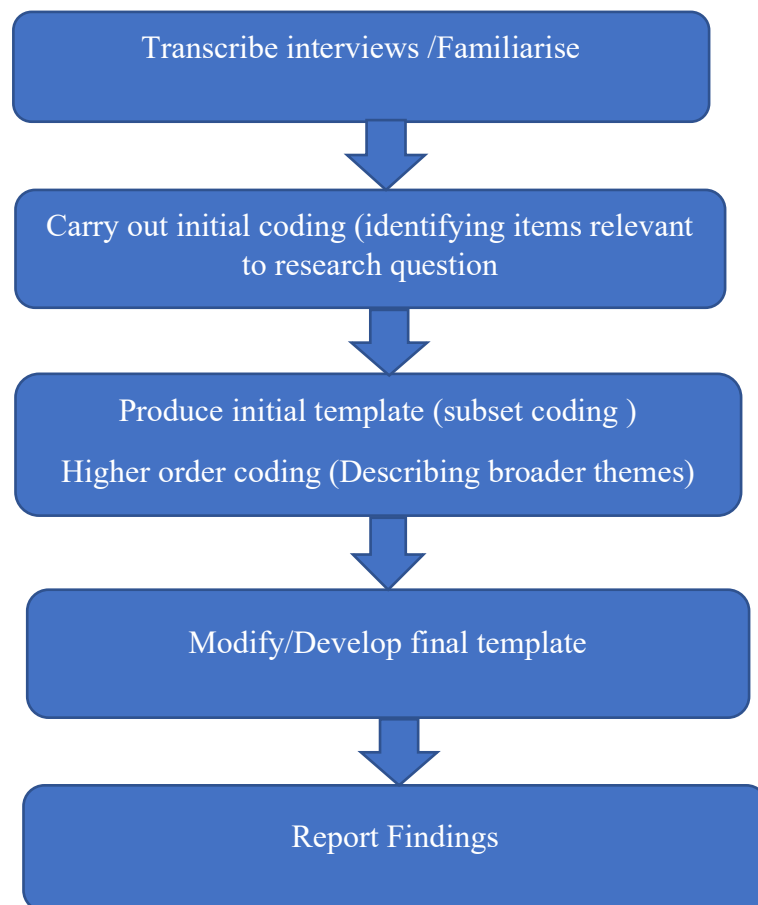 Transcribe interviews /Familiarise
Carry out initial coding (identifying items relevant
to research question
Produce initial template (subset coding )
Higher order coding (Describing broader themes)
Modify/Develop final template
Report Findings